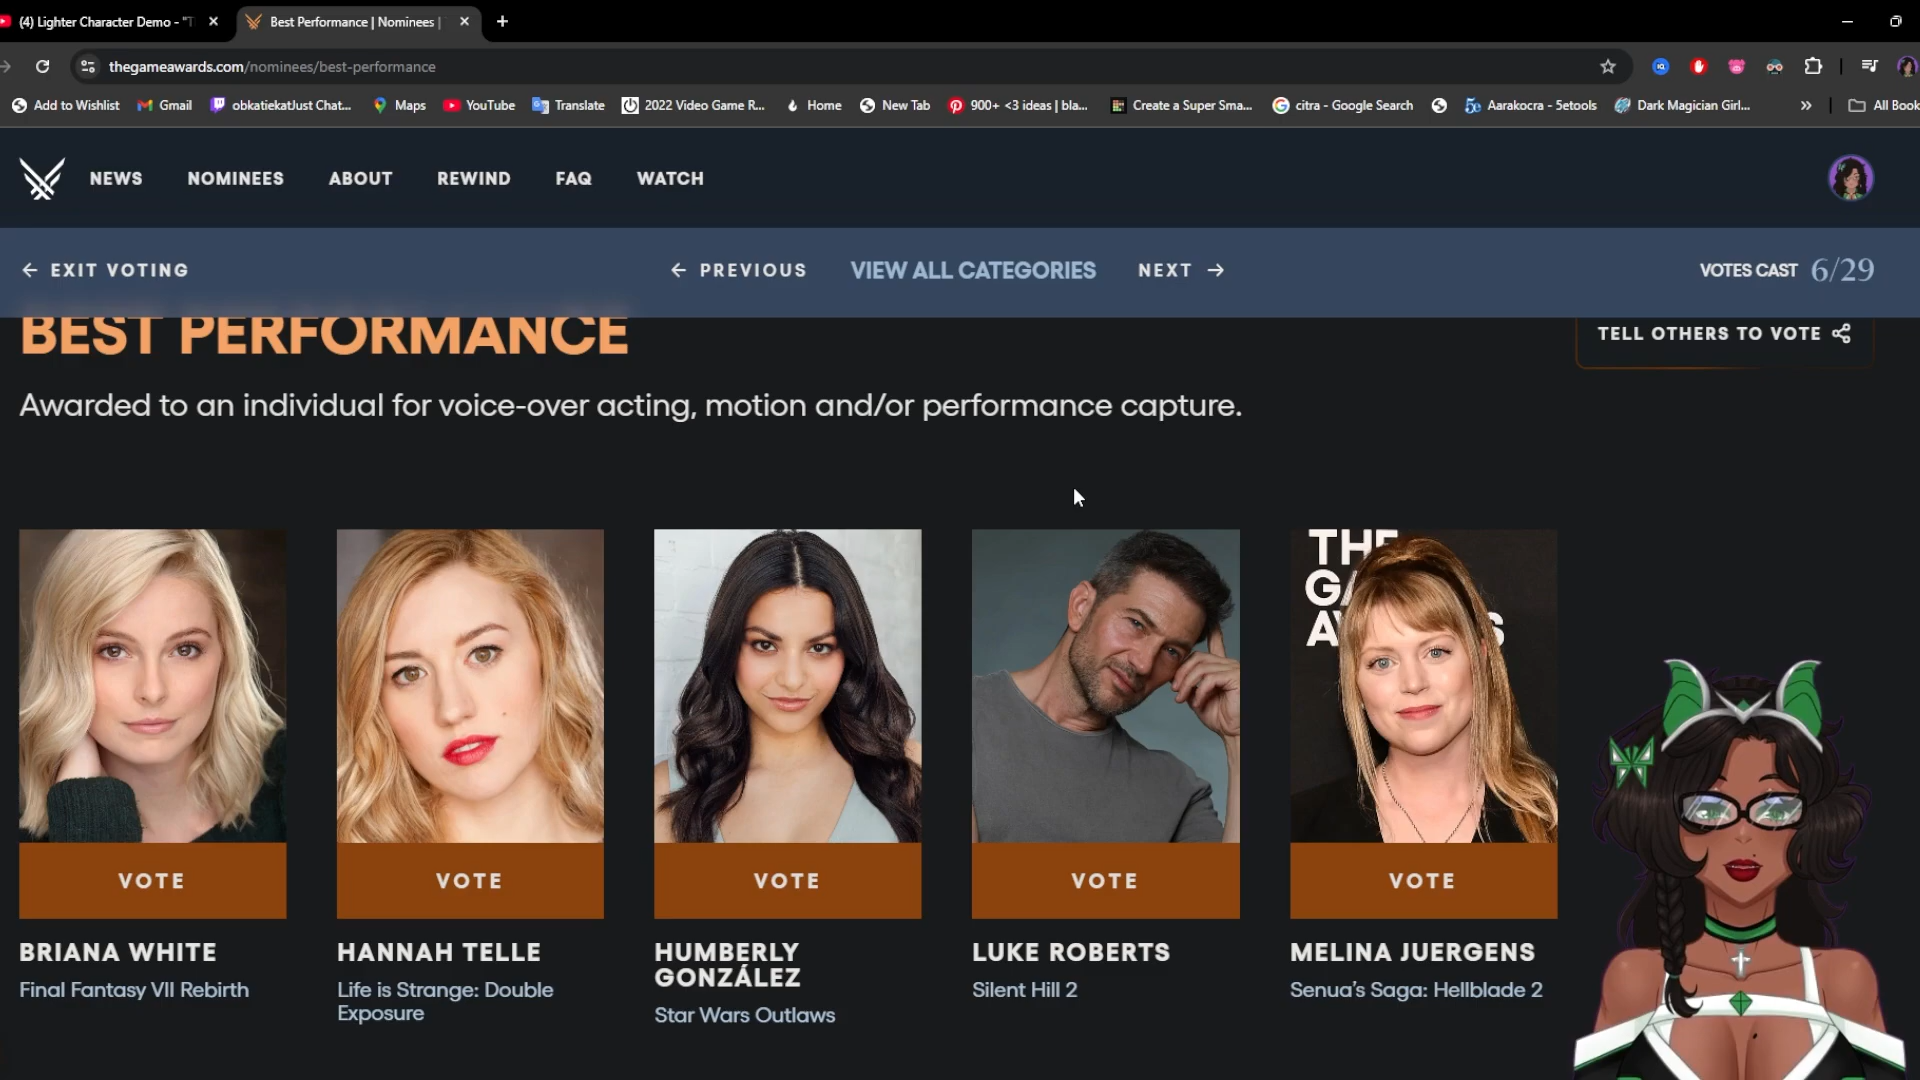 (4) Lighter Character Demo - "T
Best Performance | Nominees |
thegameawards.com/nominees/best-performance
Add to Wishlist
Gmail
obkatiekatJust Chat...
Maps
YouTube
Translate
2022 Video Game R...
Home
New Tab
900+ <3 ideas | bla...
Create a Super Sma...
citra - Google Search
Aarakocra - 5etools
Dark Magician Girl...
»
All Book
NEWS
NOMINEES
ABOUT
REWIND
FAQ
WATCH
← EXIT VOTING
← PREVIOUS
VIEW ALL CATEGORIES
NEXT →
VOTES CAST 6/29
BEST PERFORMANCE
TELL OTHERS TO VOTE
Awarded to an individual for voice-over acting, motion and/or performance capture.
THE
GA
A S
VOTE
VOTE
VOTE
VOTE
VOTE
BRIANA WHITE
Final Fantasy VII Rebirth
HANNAH TELLE
Life is Strange: Double
Exposure
HUMBERLY
GONZÁLEZ
Star Wars Outlaws
LUKE ROBERTS
Silent Hill 2
MELINA JUERGENS
Senua's Saga: Hellblade 2